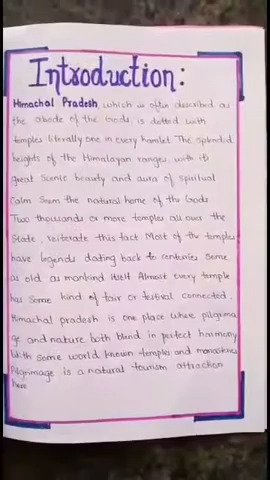 Introduction:
Himachal Pradesh, which is often described as
the abode of the Gods, is dotted with
temples literally one in every hamlet. The splendid
heights of the Himalayan ranges, with its
great scenic beauty and aura of spiritual
calm seem the natural home of the Gods
Two thousands or more temples all over the
State, reiterate this fact. Most of the temples
have legends dating back to centuries some
as old as mankind itself Almost every temple
has some kind of fair or festival connected.
Himachal pradesh is one place where pilgrima
ge and nature both blend in perfect harmony
With some world known temples and monastries
Pilgrimage is a natural tourism attraction
here